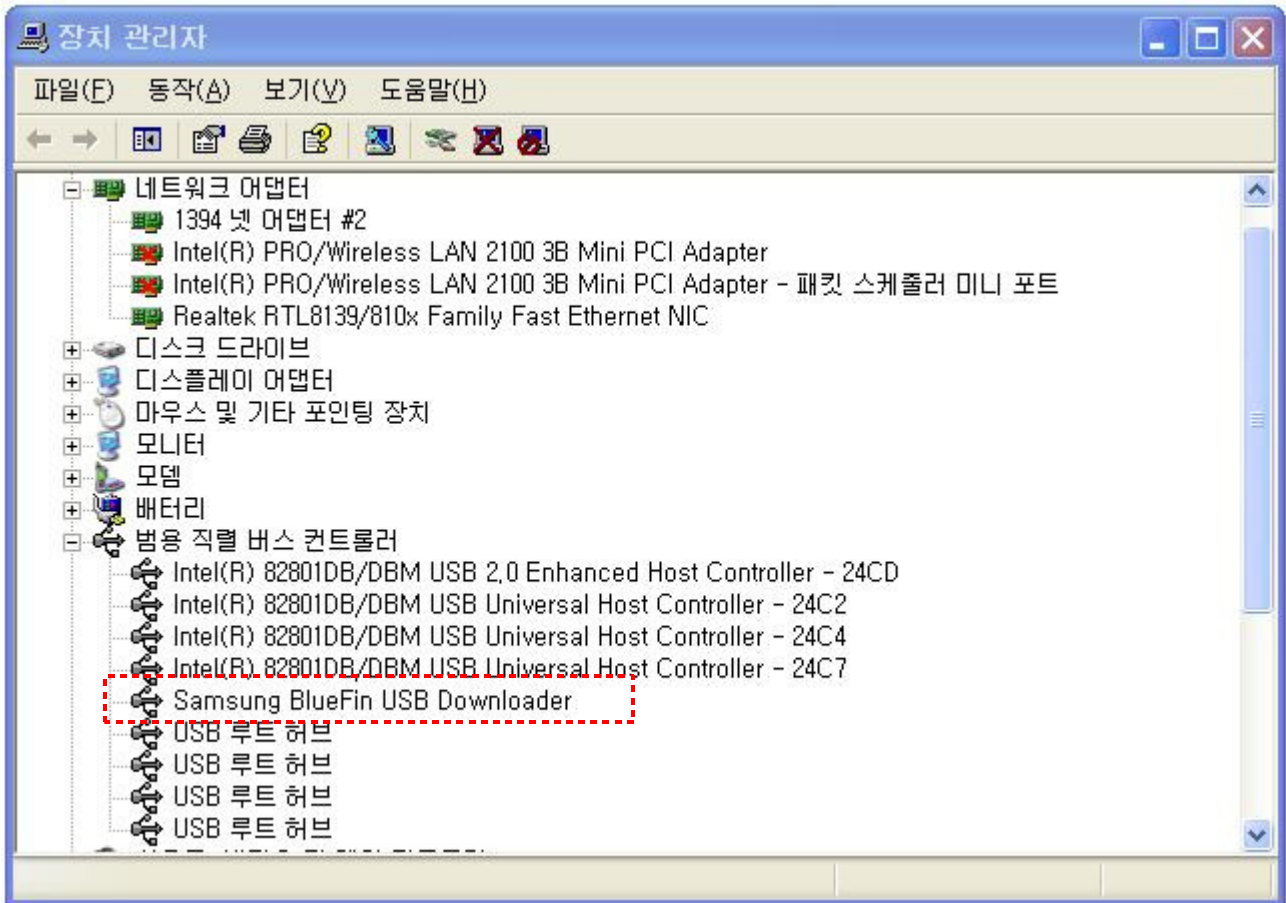 장치 관리자
파일(F) 동작(A) 보기(V) 도움말(H)
네트워크 어댑터
1394 넷 어댑터 #2
Intel(R) PRO/Wireless LAN 2100 3B Mini PCI Adapter
Intel(R) PRO/Wireless LAN 2100 3B Mini PCI Adapter - 패킷 스케줄러 미니 포트
Realtek RTL8139/810x Family Fast Ethernet NIC
디스크 드라이브
디스플레이 어댑터
마우스 및 기타 포인팅 장치
모니터
모뎀
배터리
범용 직렬 버스 컨트롤러
Intel(R) 82801DB/DBM USB 2.0 Enhanced Host Controller - 24CD
Intel(R) 82801DB/DBM USB Universal Host Controller - 24C2
Intel(R) 82801DB/DBM USB Universal Host Controller - 24C4
Intel(R) 82801DB/DBM USB Universal Host Controller - 24C7
Samsung BlueFin USB Downloader
USB 루트 허브
USB 루트 허브
USB 루트 허브
USB 루트 허브